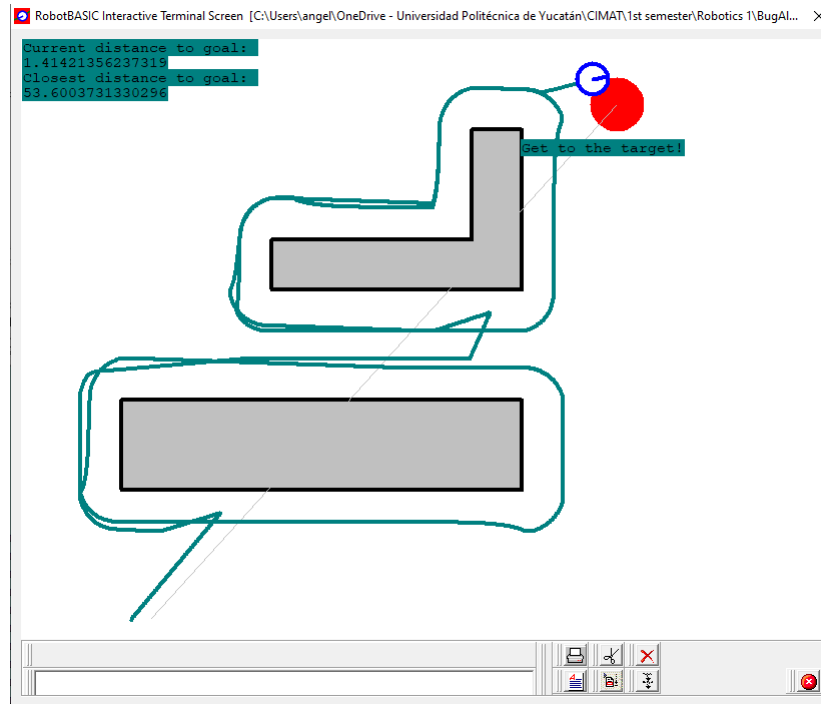 RobotBASIC Interactive Terminal Screen [C:\Users\angel\OneDrive - Universidad Politécnica de Yucatán\CIMAT\1st semester\Robotics 1\BugAl...
Current distance to goal:
1.41421356237319
Closest distance to goal:
53.6003731330296
Get to the target!